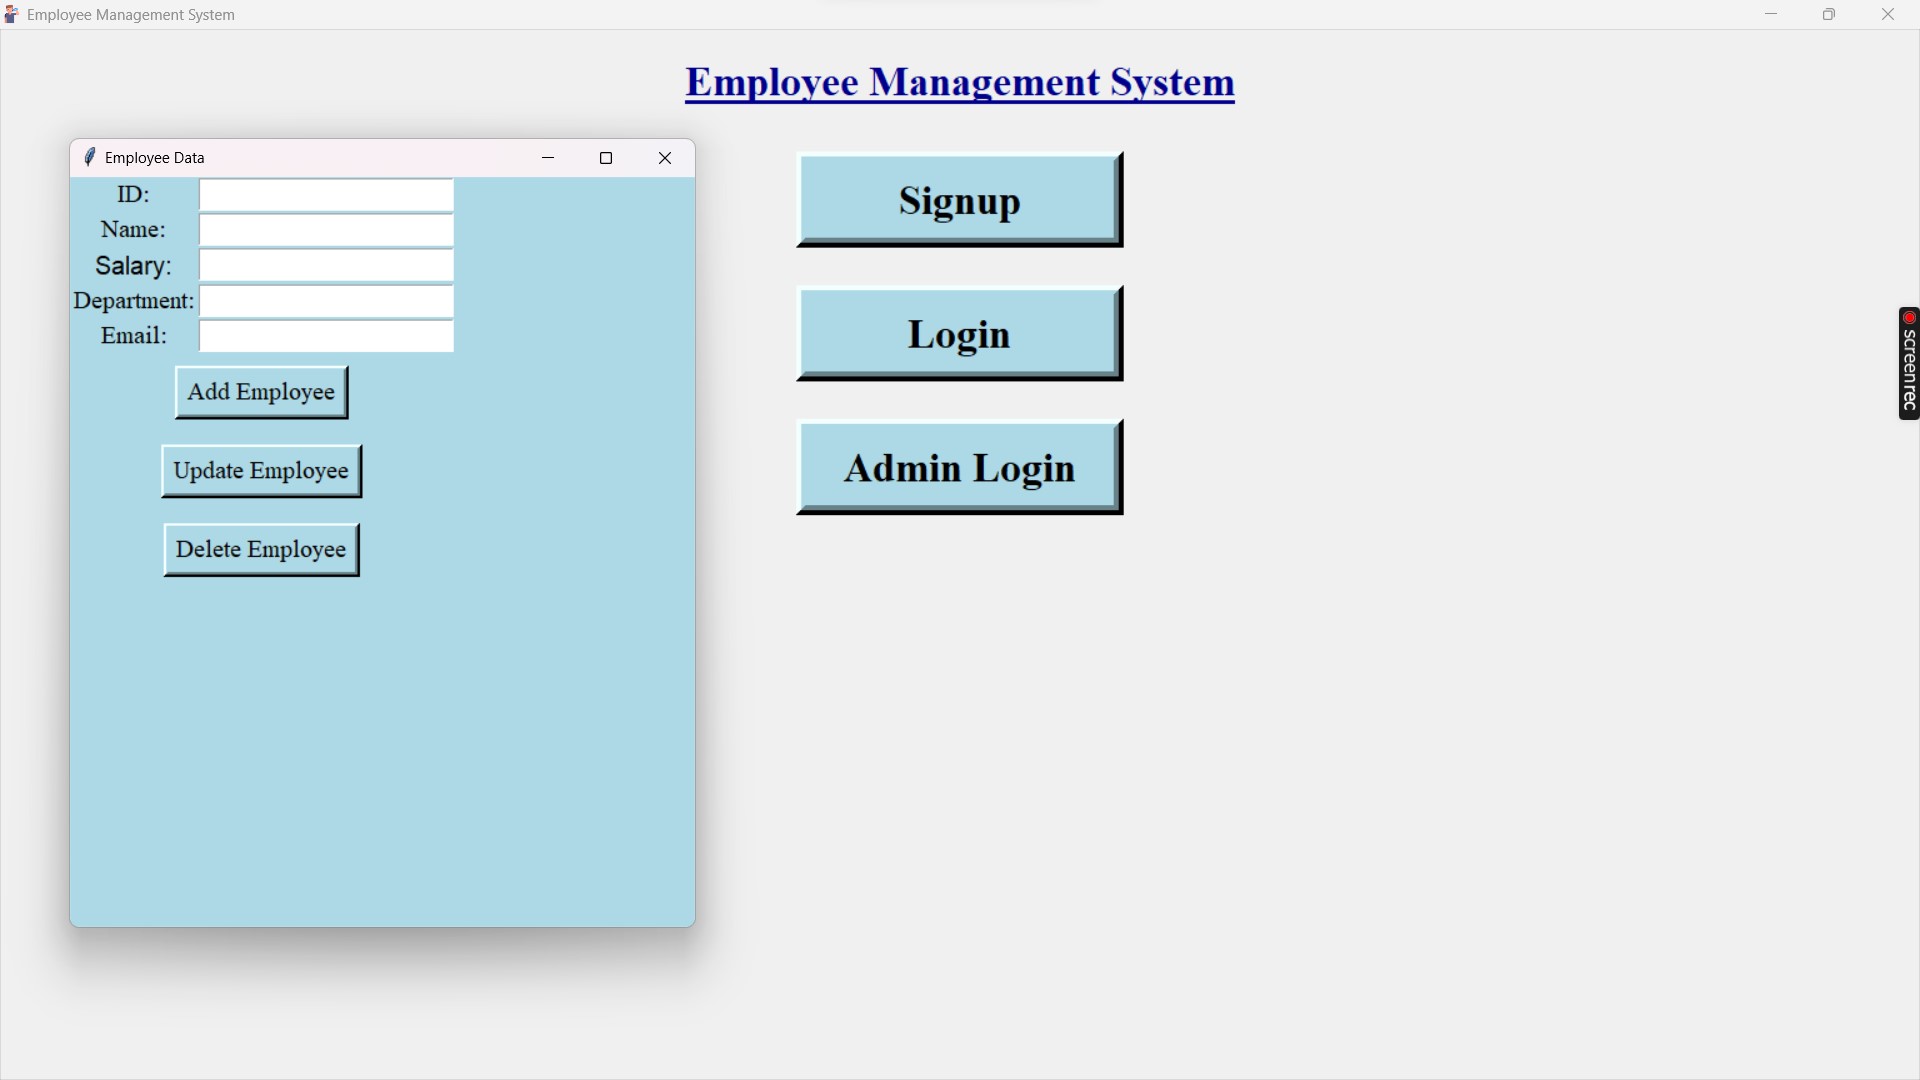 Employee Management System
Employee Management System
Employee Data
ID:
Name:
Salary:
Department:
Email:
Add Employee
Update Employee
Delete Employee
Signup
Login
Admin Login
screenrec